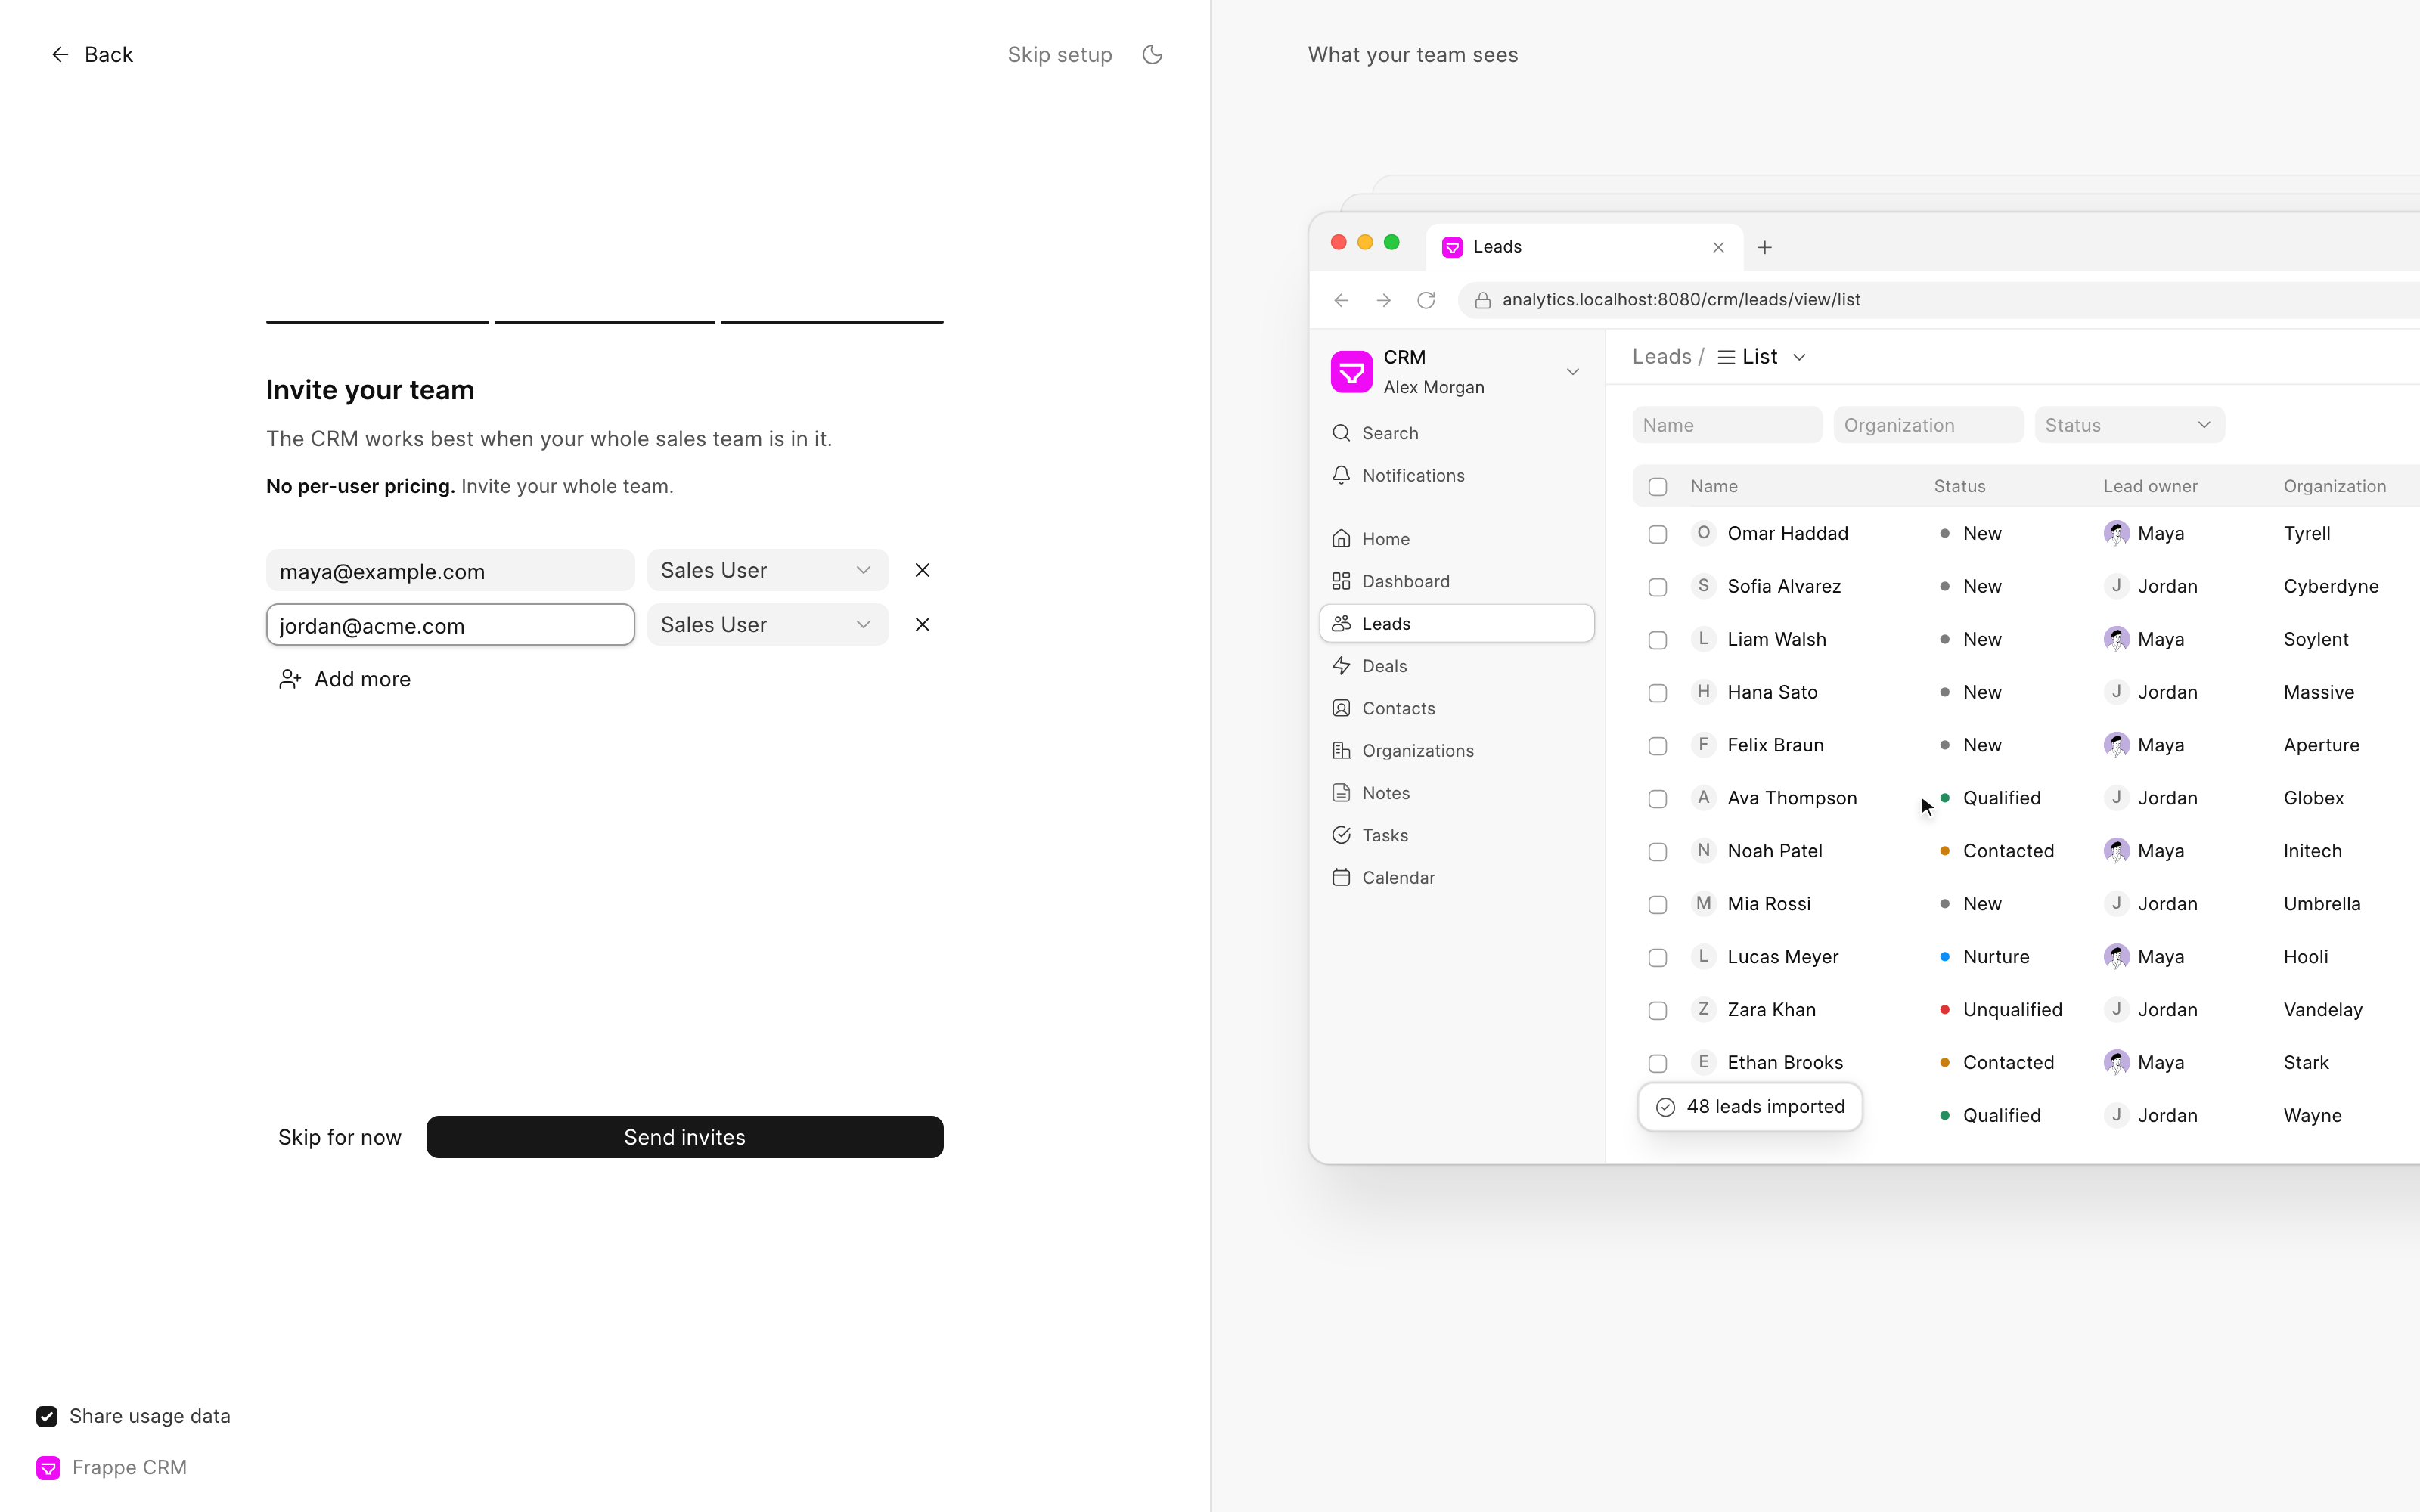 Back
Skip setup
What your team sees
Invite your team
The CRM works best when your whole sales team is in it.
No per-user pricing. Invite your whole team.
maya@example.com Sales User
jordan@acme.com Sales User
Add more
Skip for now
Send invites
Share usage data
Frappe CRM
Leads
analytics.localhost:8080/crm/leads/view/list
CRM
Alex Morgan
Search
Notifications
Home
Dashboard
Leads
Deals
Contacts
Organizations
Notes
Tasks
Calendar
Leads / List
Name Organization Status
Name Status Lead owner Organization
O Omar Haddad New Maya Tyrell
S Sofia Alvarez New J Jordan Cyberdyne
L Liam Walsh New Maya Soylent
H Hana Sato New J Jordan Massive
F Felix Braun New Maya Aperture
A Ava Thompson Qualified J Jordan Globex
N Noah Patel Contacted Maya Initech
M Mia Rossi New J Jordan Umbrella
L Lucas Meyer Nurture Maya Hooli
Z Zara Khan Unqualified J Jordan Vandelay
E Ethan Brooks Contacted Maya Stark
Qualified J Jordan Wayne
48 leads imported